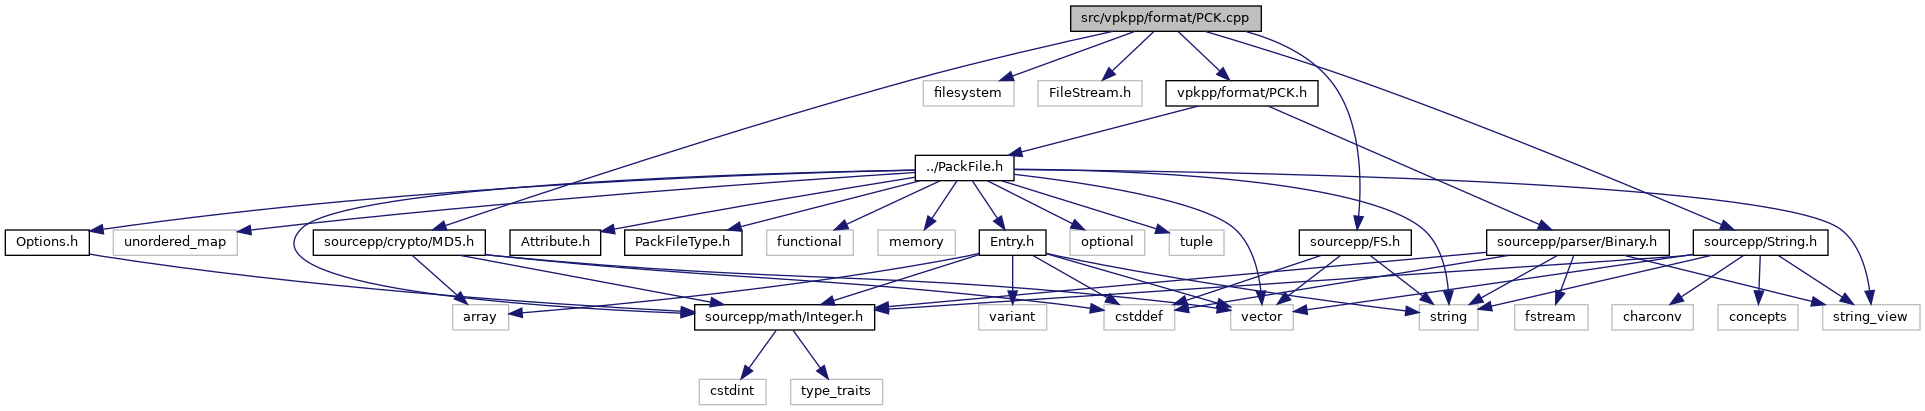 src/vpkpp/format/PCK.cpp
filesystem
FileStream.h
vpkpp/format/PCK.h
../PackFile.h
Options.h
unordered_map
sourcepp/crypto/MD5.h
Attribute.h
PackFileType.h
functional
memory
Entry.h
optional
tuple
sourcepp/FS.h
sourcepp/parser/Binary.h
sourcepp/String.h
array
sourcepp/math/Integer.h
variant
cstddef
vector
string
fstream
charconv
concepts
string_view
cstdint
type_traits